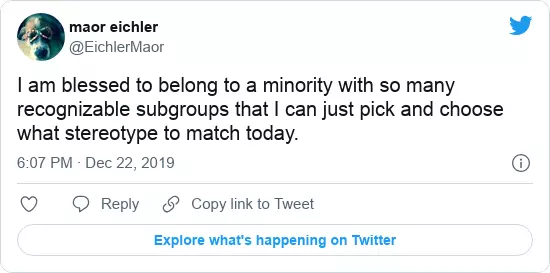 maor eichler
@EichlerMaor
I am blessed to belong to a minority with so many
recognizable subgroups that I can just pick and choose
what stereotype to match today.
6:07 PM · Dec 22, 2019
Reply
Copy link to Tweet
Explore what's happening on Twitter